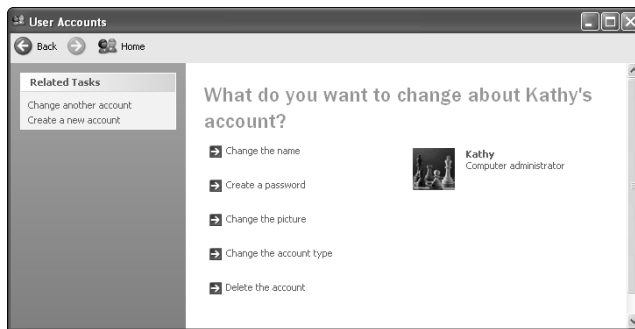 User Accounts
Back Home
Related Tasks
Change another account
Create a new account
What do you want to change about Kathy's
account?
Change the name
Create a password
Change the picture
Change the account type
Delete the account
Kathy
Computer administrator